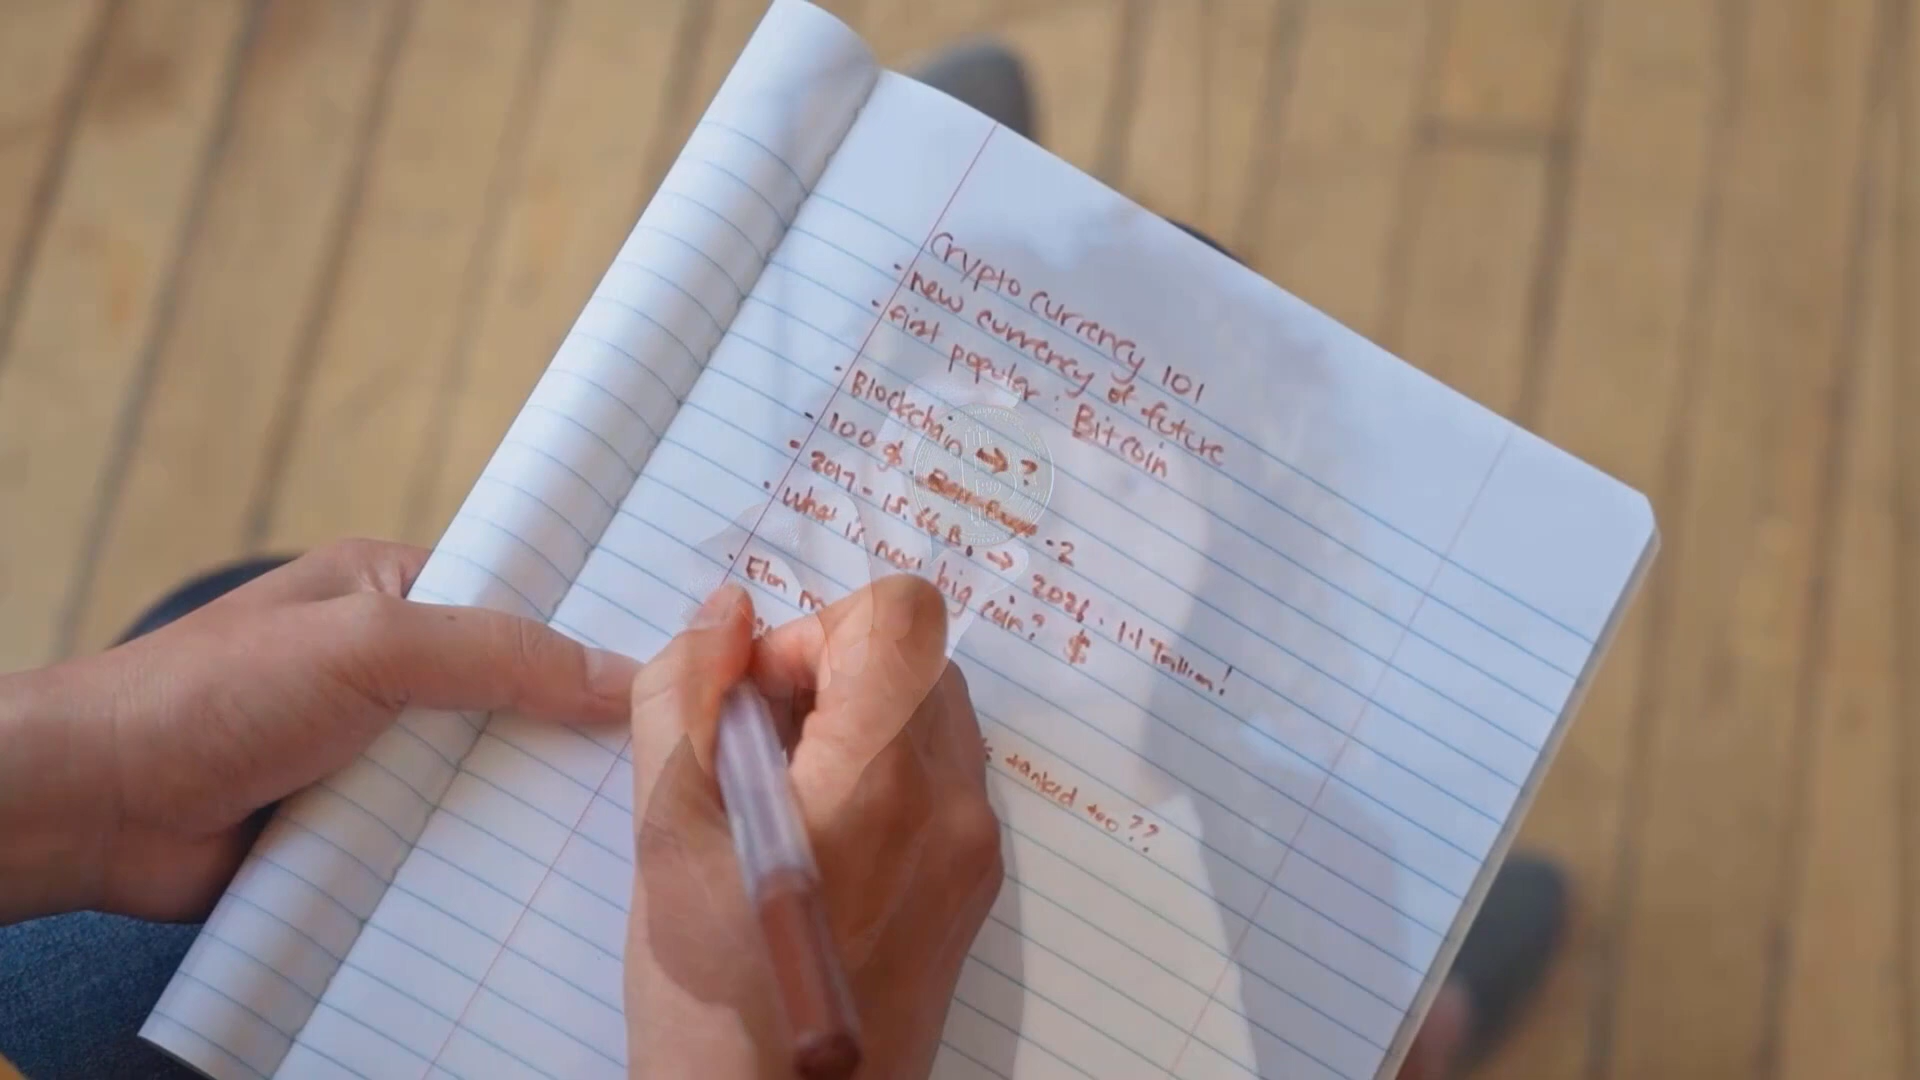 Crypto currency 101
· new currency of future
· first popular : Bitcoin
· Blockchain → ?
· 100 $ · -2
· 2017 - 15.66 B → 2021 · 1.1 Trillion!
· What is next big coin? $
· Elon
tanked too??